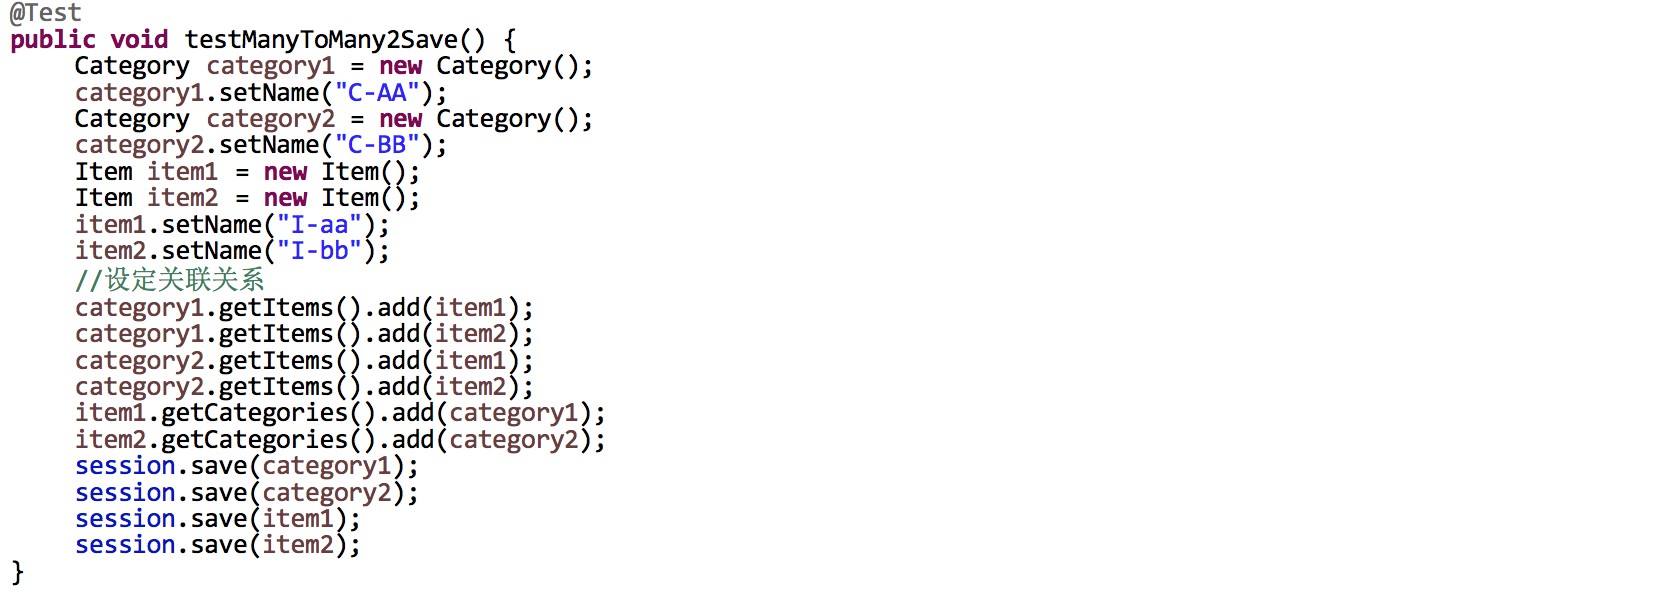 @Test
public void testManyToMany2Save() {
Category category1 = new Category();
category1.setName("C-AA");
Category category2 = new Category();
category2.setName("C-BB");
Item item1 = new Item();
Item item2 = new Item();
item1.setName("I-aa");
item2.setName("I-bb");
//设定关联关系
category1.getItems().add(item1);
category1.getItems().add(item2);
category2.getItems().add(item1);
category2.getItems().add(item2);
item1.getCategories().add(category1);
item2.getCategories().add(category2);
session.save(category1);
session.save(category2);
session.save(item1);
session.save(item2);
}